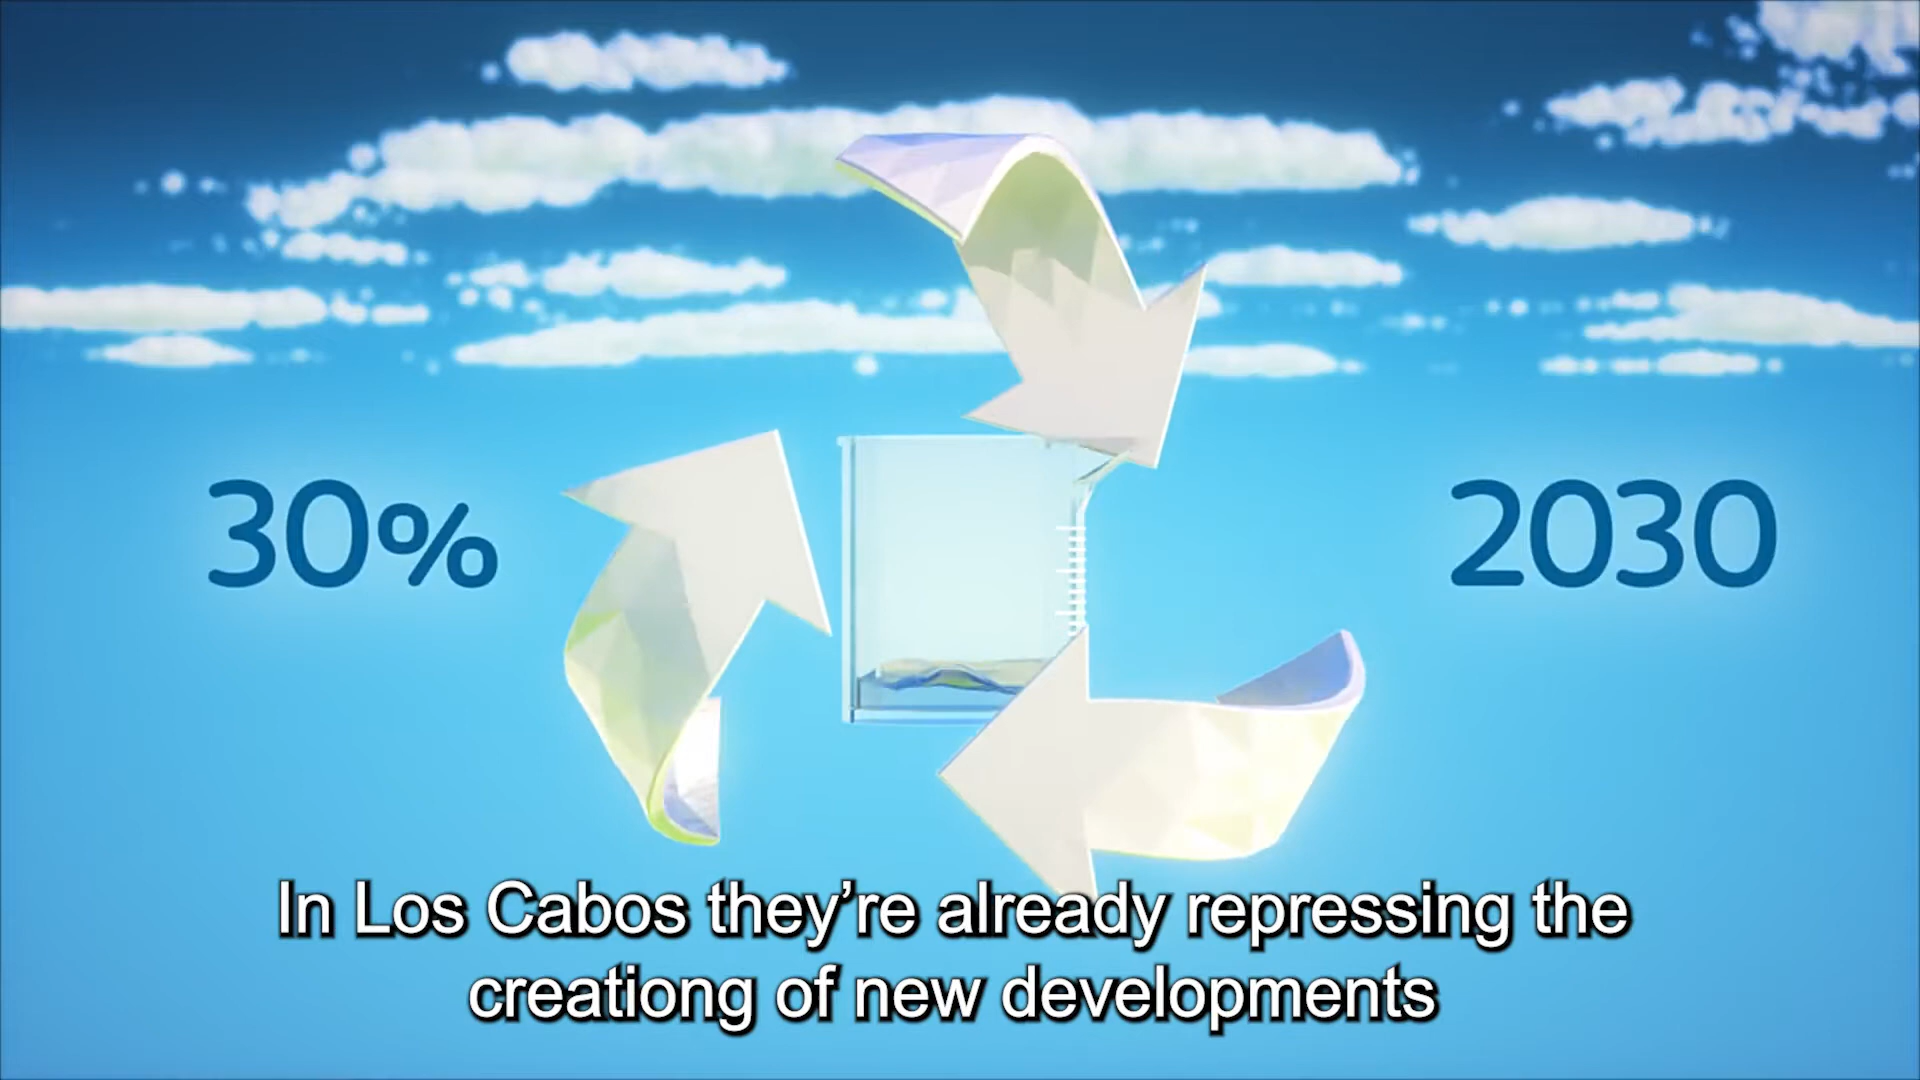 30%
2030
In Los Cabos they’re already repressing the
creationg of new developments